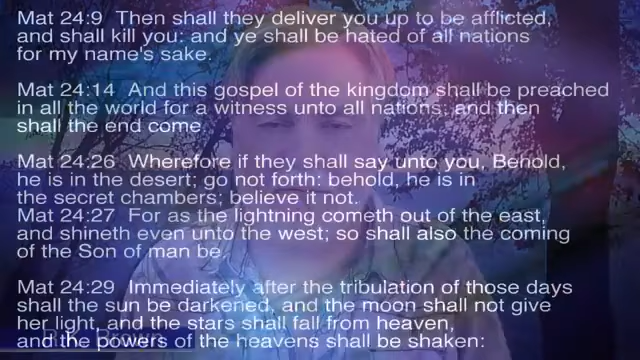 Mat 24:9 Then shall they deliver you up to be afflicted,
and shall kill you: and ye shall be hated of all nations
for my name's sake.
Mat 24:14 And this gospel of the kingdom shall be preached
in all the world for a witness unto all nations; and then
shall the end come.
Mat 24:26 Wherefore if they shall say unto you, Behold,
he is in the desert; go not forth: behold, he is in
the secret chambers; believe it not.
Mat 24:27 For as the lightning cometh out of the east,
and shineth even unto the west; so shall also the coming
of the Son of man be.
Mat 24:29 Immediately after the tribulation of those days
shall the sun be darkened, and the moon shall not give
her light, and the stars shall fall from heaven,
and the powers of the heavens shall be shaken: